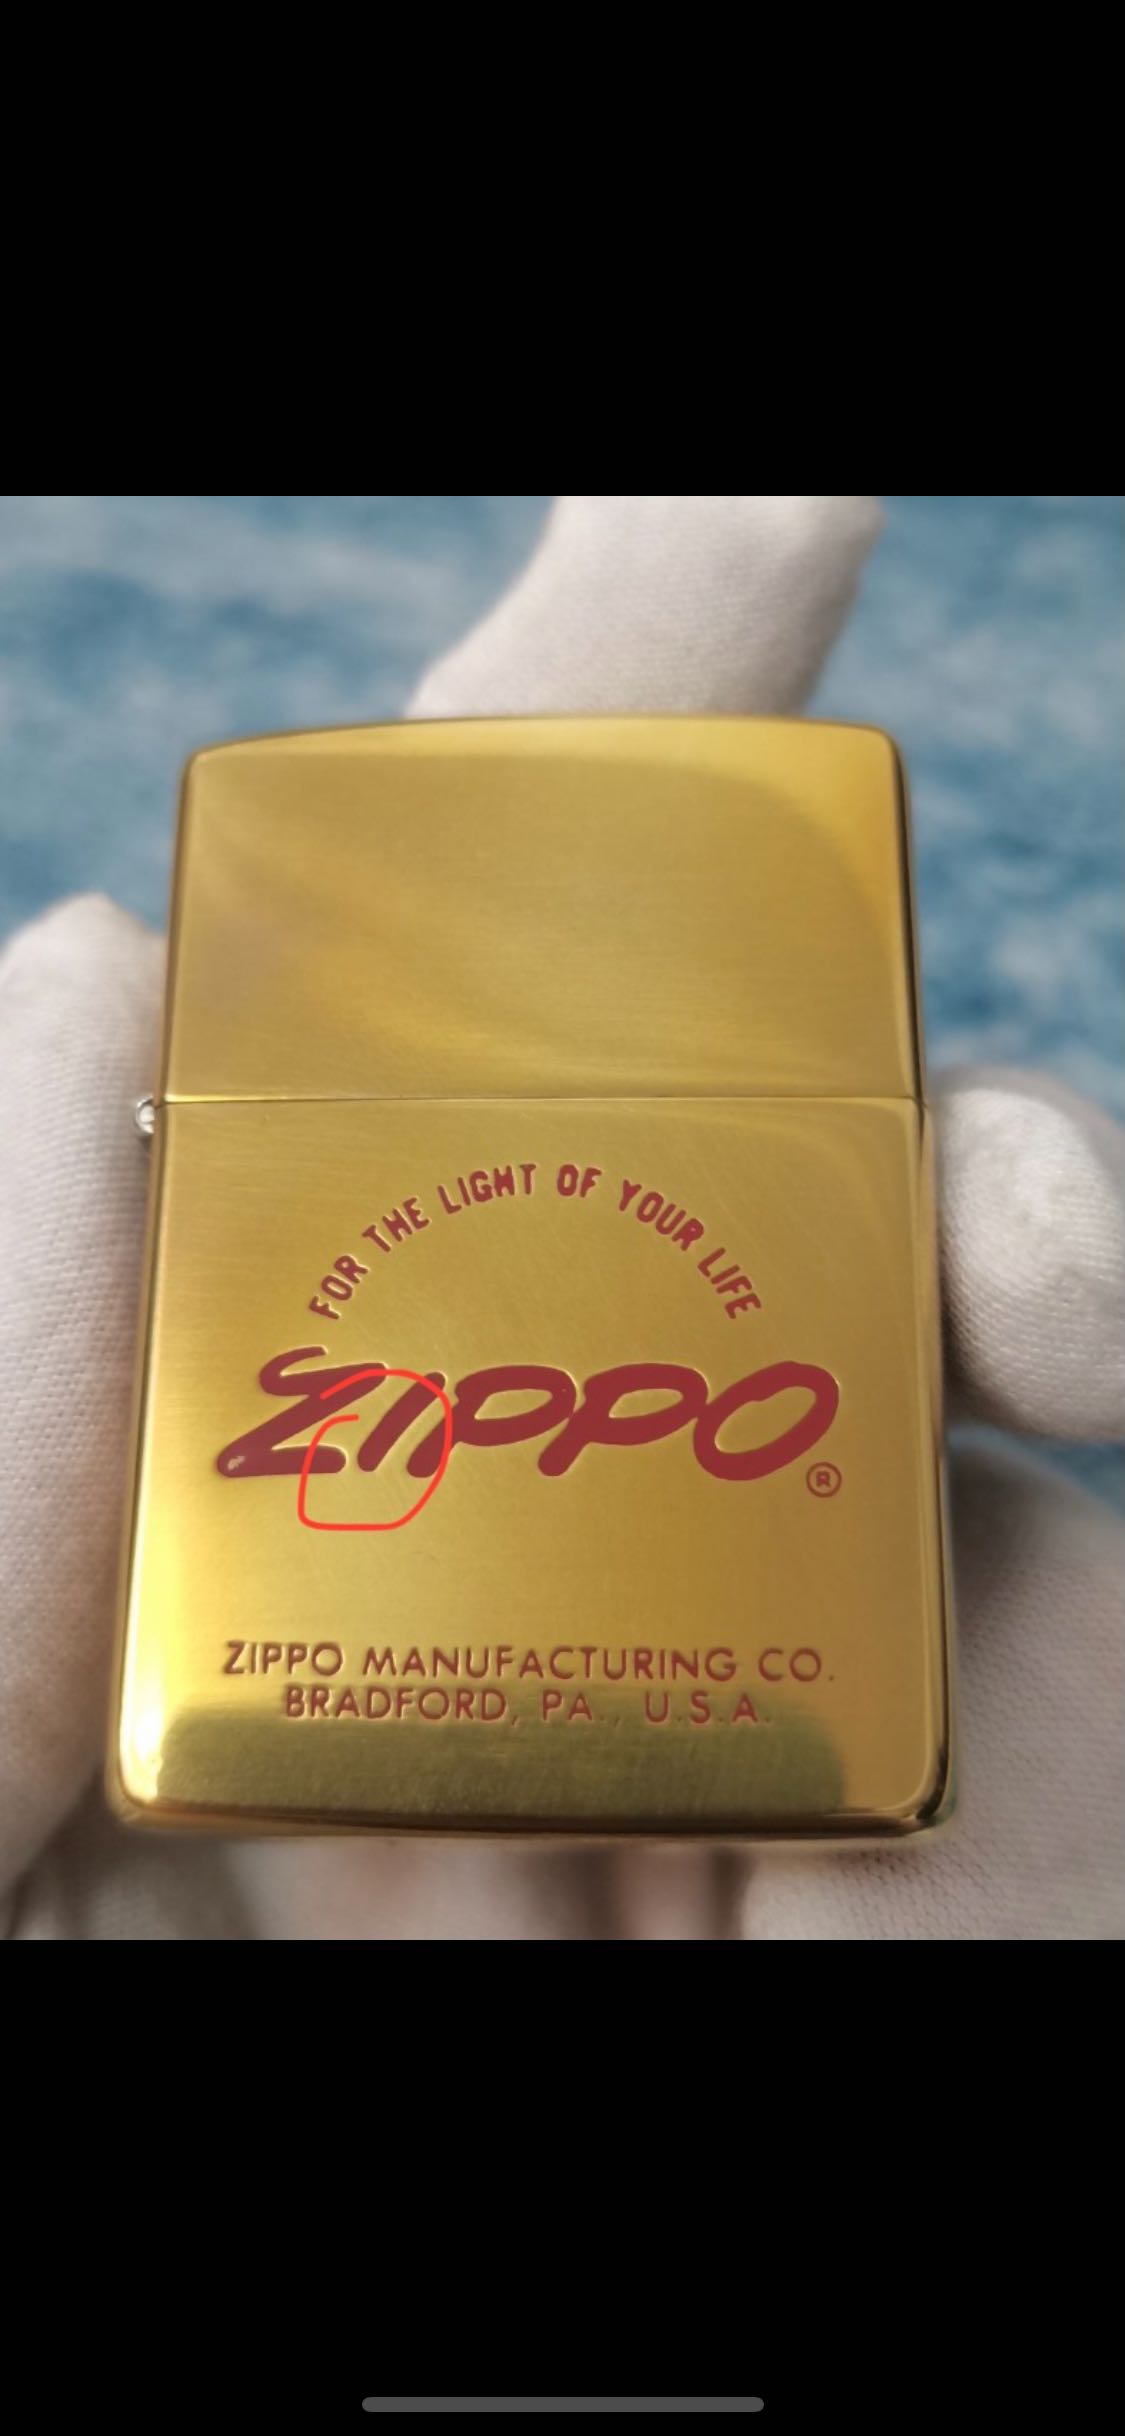 FOR THE LIGHT OF YOUR LIFE
ZIPPO ®
ZIPPO MANUFACTURING CO.
BRADFORD, PA., U.S.A.